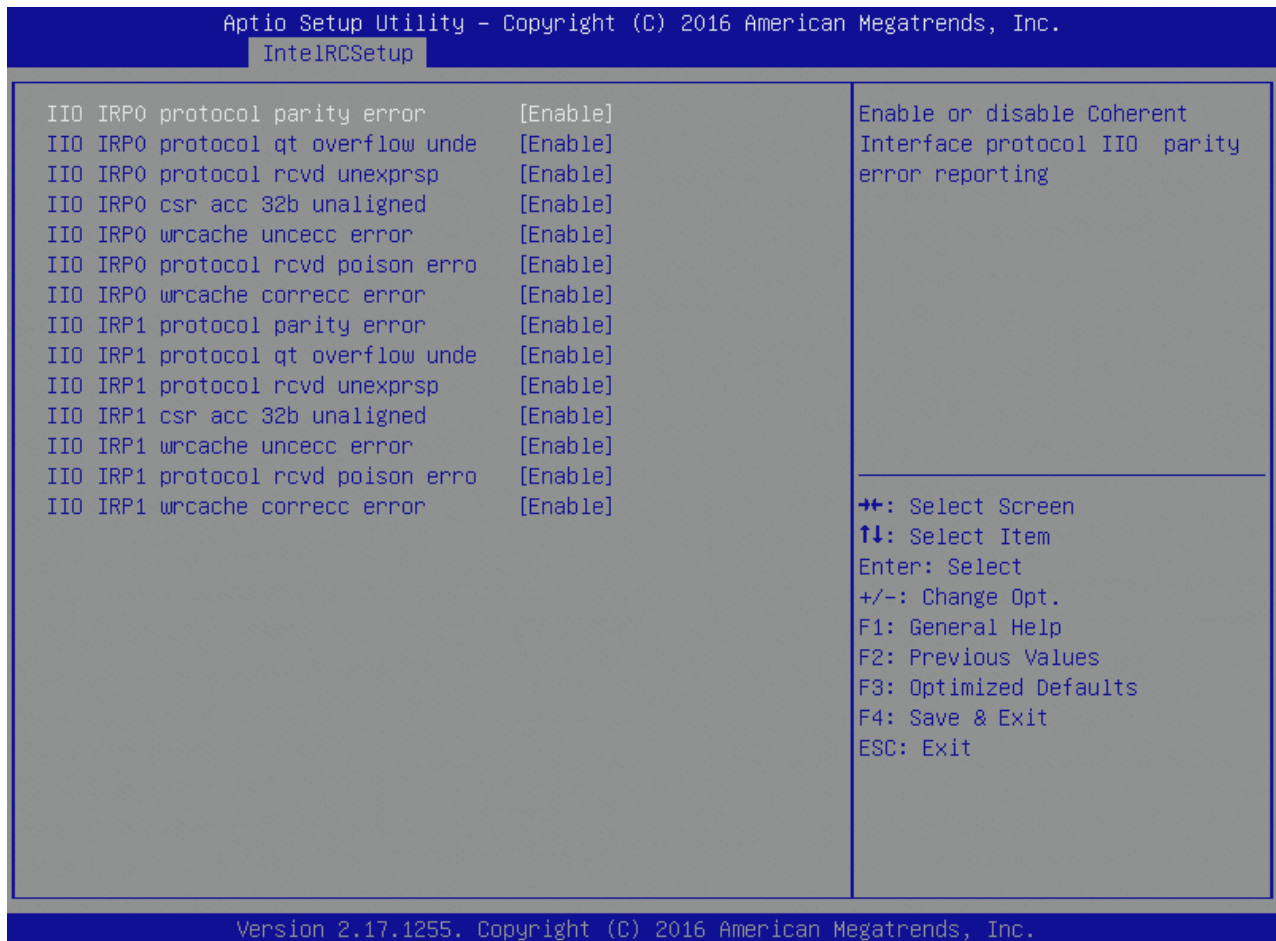 Aptio Setup Utility – Copyright (C) 2016 American Megatrends, Inc.
IntelRCSetup
IIO IRP0 protocol parity error [Enable]
IIO IRP0 protocol qt overflow unde [Enable]
IIO IRP0 protocol rcvd unexprsp [Enable]
IIO IRP0 csr acc 32b unaligned [Enable]
IIO IRP0 wrcache uncecc error [Enable]
IIO IRP0 protocol rcvd poison erro [Enable]
IIO IRP0 wrcache correcc error [Enable]
IIO IRP1 protocol parity error [Enable]
IIO IRP1 protocol qt overflow unde [Enable]
IIO IRP1 protocol rcvd unexprsp [Enable]
IIO IRP1 csr acc 32b unaligned [Enable]
IIO IRP1 wrcache uncecc error [Enable]
IIO IRP1 protocol rcvd poison erro [Enable]
IIO IRP1 wrcache correcc error [Enable]
Enable or disable Coherent
Interface protocol IIO  parity
error reporting
→←: Select Screen
↑↓: Select Item
Enter: Select
+/-: Change Opt.
F1: General Help
F2: Previous Values
F3: Optimized Defaults
F4: Save & Exit
ESC: Exit
Version 2.17.1255. Copyright (C) 2016 American Megatrends, Inc.